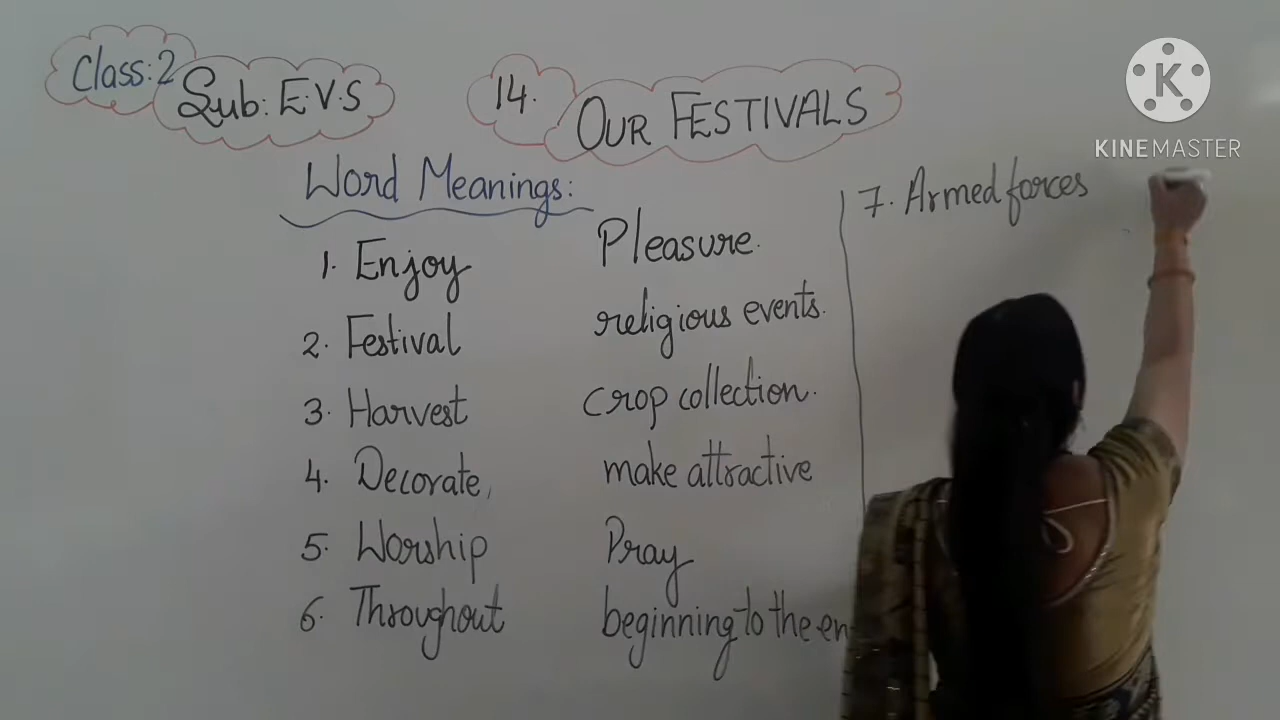 Class: 2
Sub: E.V.S
14.
OUR FESTIVALS
KINEMASTER
Word Meanings:
1. Enjoy Pleasure.
2. Festival religious events.
3. Harvest crop collection.
4. Decorate, make attractive
5. Worship Pray
6. Throughout beginning to the en
7. Armed forces